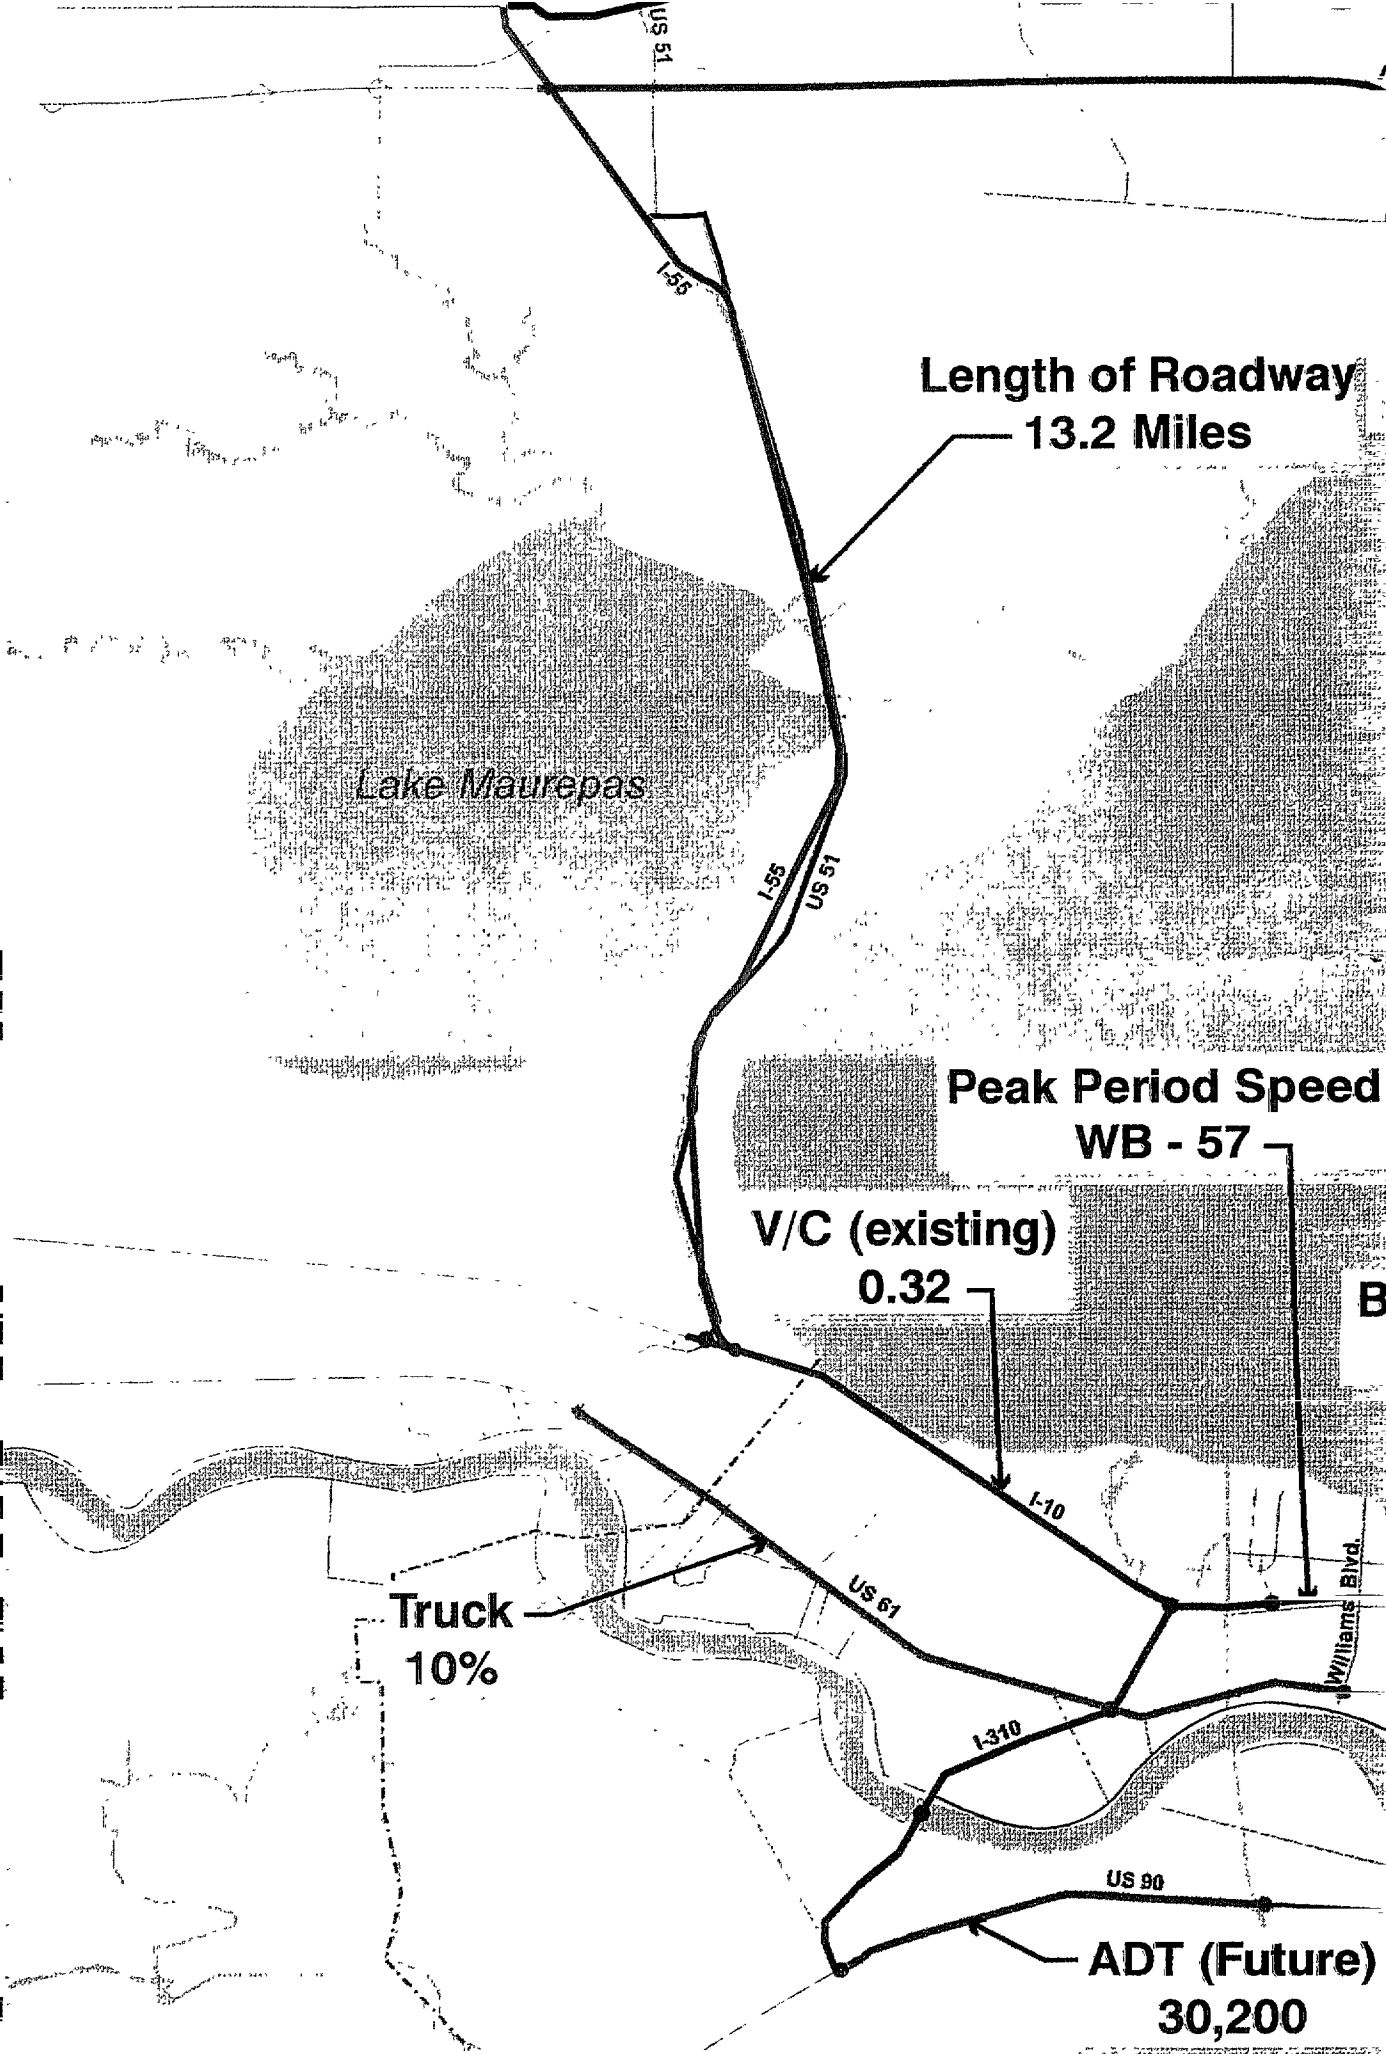 US 51
I-55
Length of Roadway
13.2 Miles
Lake Maurepas
I-55
US 51
Peak Period Speed
WB - 57
V/C (existing)
0.32
B
I-10
Truck
10%
US 61
Williams Blvd.
I-310
US 90
ADT (Future)
30,200